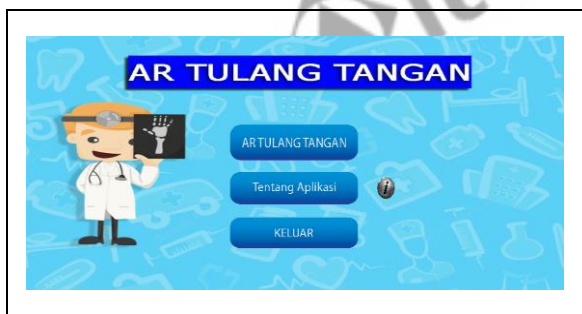 AR TULANG TANGAN
AR TULANG TANGAN
Tentang Aplikasi
i
KELUAR